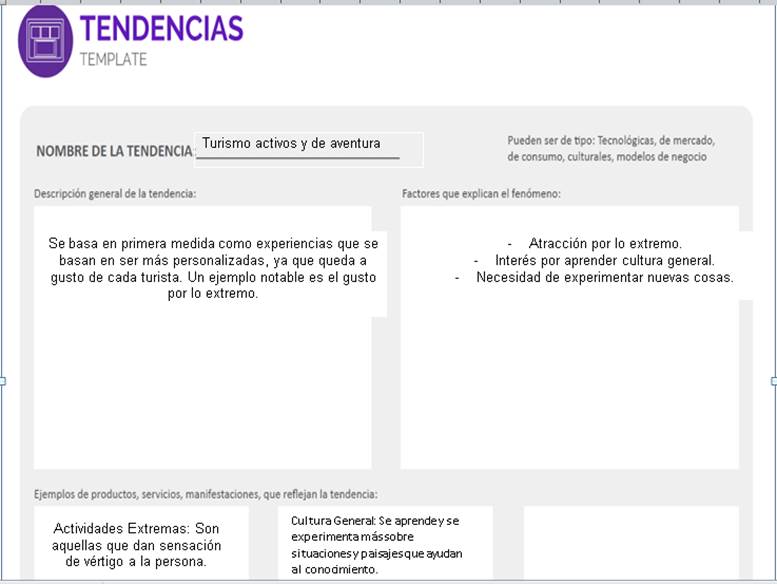 TENDENCIAS
TEMPLATE
NOMBRE DE LA TENDENCIA: Turismo activos y de aventura
Pueden ser de tipo: Tecnológicas, de mercado,
de consumo, culturales, modelos de negocio
Descripción general de la tendencia:
Se basa en primera medida como experiencias que se
basan en ser más personalizadas, ya que queda a
gusto de cada turista. Un ejemplo notable es el gusto
por lo extremo.
Factores que explican el fenómeno:
- Atracción por lo extremo.
- Interés por aprender cultura general.
- Necesidad de experimentar nuevas cosas.
Ejemplos de productos, servicios, manifestaciones, que reflejan la tendencia:
Actividades Extremas: Son
aquellas que dan sensación
de vértigo a la persona.
Cultura General: Se aprende y se
experimenta más sobre
situaciones y paisajes que ayudan
al conocimiento.